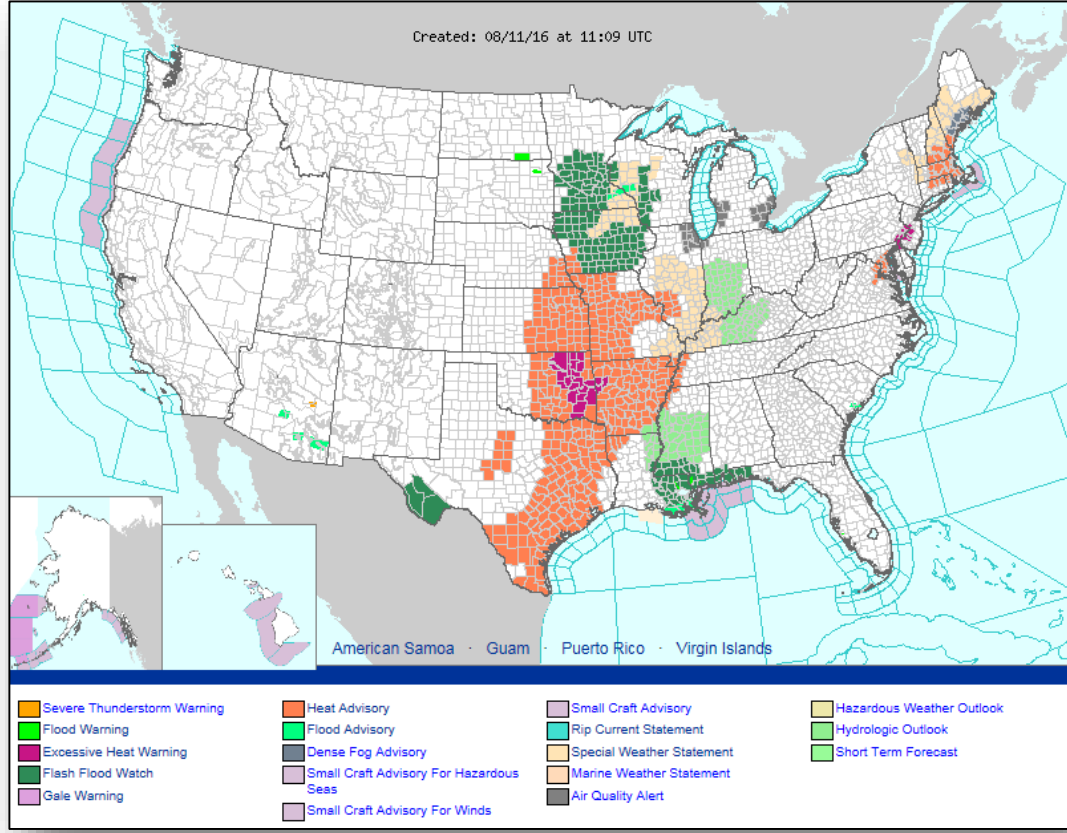 Created: 08/11/16 at 11:09 UTC
American Samoa · Guam · Puerto Rico · Virgin Islands
Severe Thunderstorm Warning
Flood Warning
Excessive Heat Warning
Flash Flood Watch
Gale Warning
Heat Advisory
Flood Advisory
Dense Fog Advisory
Small Craft Advisory For Hazardous
Seas
Small Craft Advisory For Winds
Small Craft Advisory
Rip Current Statement
Special Weather Statement
Marine Weather Statement
Air Quality Alert
Hazardous Weather Outlook
Hydrologic Outlook
Short Term Forecast